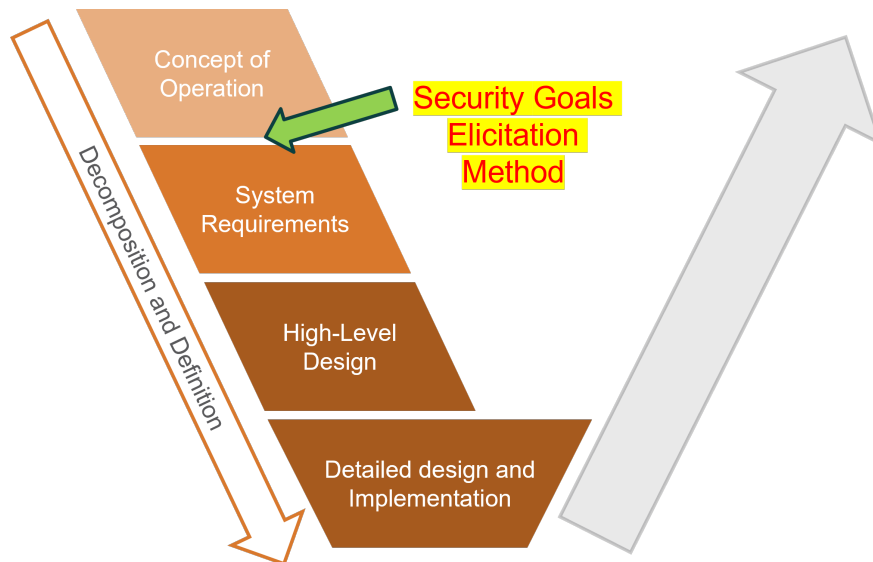 Concept of
Operation
Security Goals
Elicitation
Method
System
Requirements
Decomposition and Definition
High-Level
Design
Detailed design and
Implementation